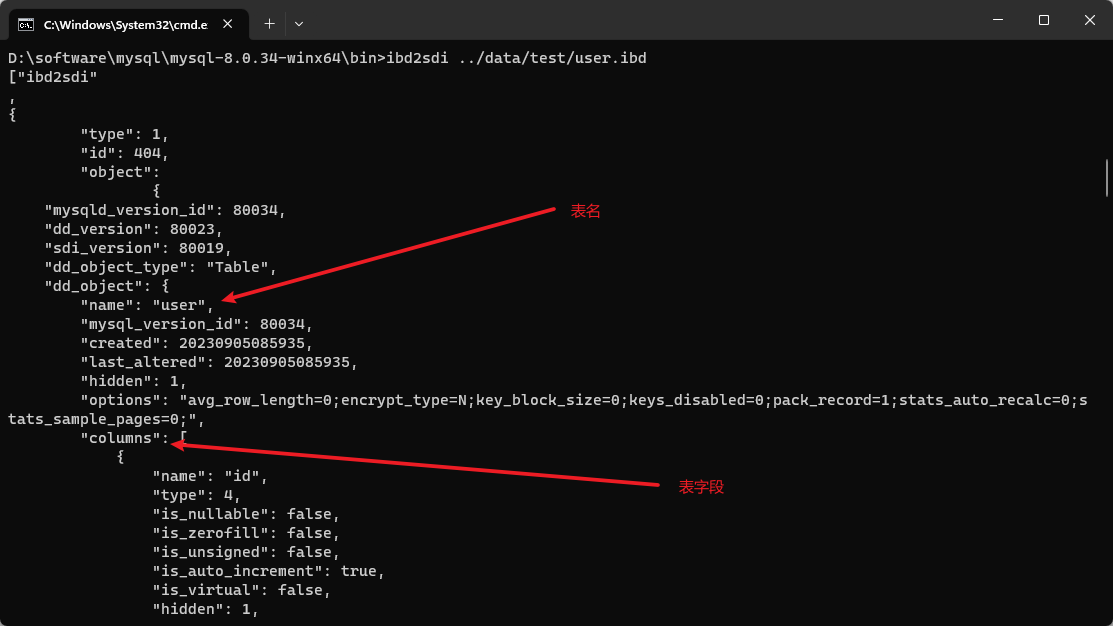 C:\Windows\System32\cmd.e
D:\software\mysql\mysql-8.0.34-winx64\bin>ibd2sdi ../data/test/user.ibd
["ibd2sdi"
,
{
"type": 1,
"id": 404,
"object":
{
"mysqld_version_id": 80034,
表名
"dd_version": 80023,
"sdi_version": 80019,
"dd_object_type": "Table",
"dd_object": {
"name": "user",
"mysql_version_id": 80034,
"created": 20230905085935,
"last_altered": 20230905085935,
"hidden": 1,
"options": "avg_row_length=0;encrypt_type=N;key_block_size=0;keys_disabled=0;pack_record=1;stats_auto_recalc=0;s
tats_sample_pages=0;",
"columns": [
{
"name": "id",
表字段
"type": 4,
"is_nullable": false,
"is_zerofill": false,
"is_unsigned": false,
"is_auto_increment": true,
"is_virtual": false,
"hidden": 1,